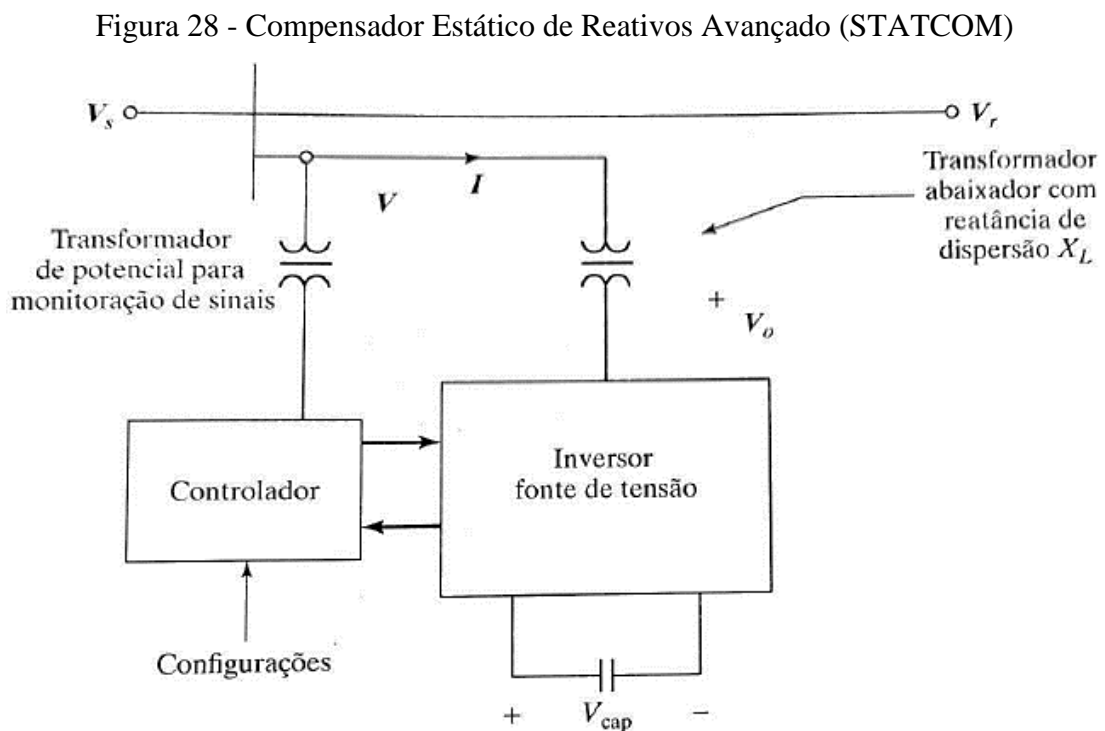 Figura 28 - Compensador Estático de Reativos Avançado (STATCOM)
V_s
V_r
V
I
Transformador
abaixador com
reatância de
dispersão X_L
Transformador
de potencial para
monitoração de sinais
+
V_o
Controlador
Inversor
fonte de tensão
Configurações
+ V_cap −